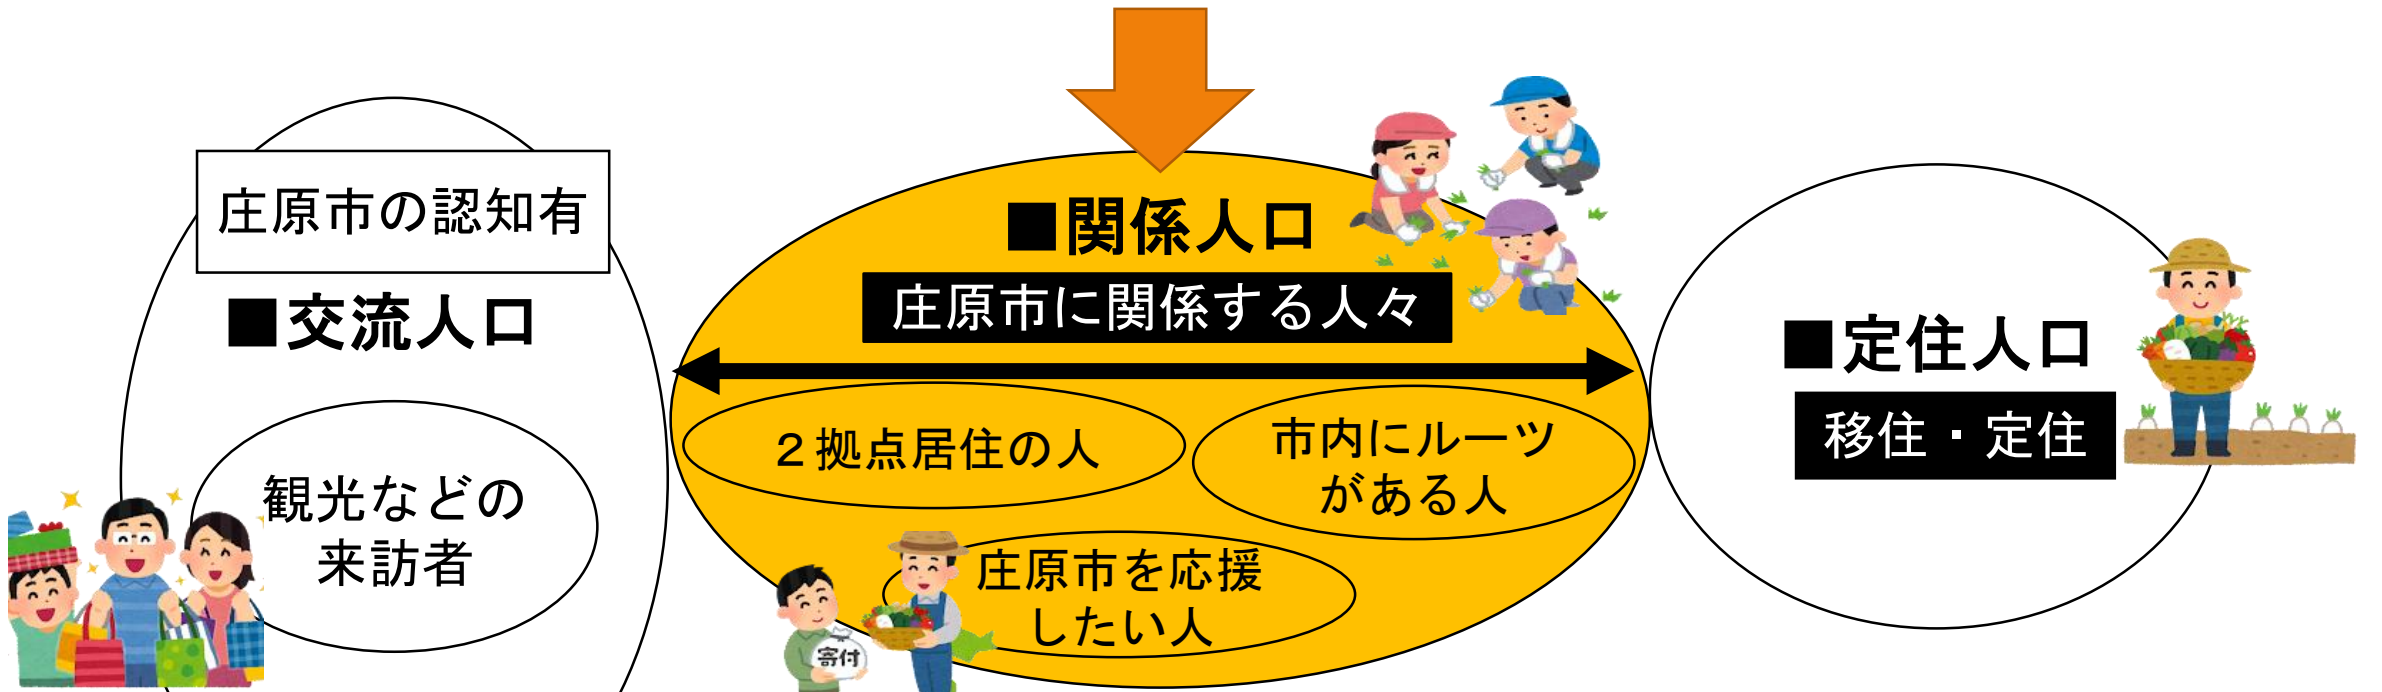 庄原市の認知有
■交流人口
観光などの
来訪者
■関係人口
庄原市に関係する人々
２拠点居住の人
市内にルーツ
がある人
庄原市を応援
したい人
寄付
■定住人口
移住・定住